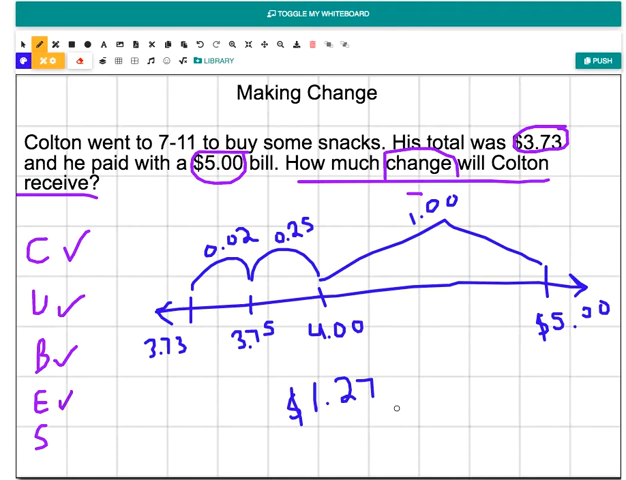 TOGGLE MY WHITEBOARD
LIBRARY
PUSH
Making Change
Colton went to 7-11 to buy some snacks. His total was $3.73
and he paid with a $5.00 bill. How much change will Colton
receive?
1.00
0.02 0.25
C ✓
U ✓
3.73 3.75 4.00 $5.00
B ✓
$1.27
E ✓
S